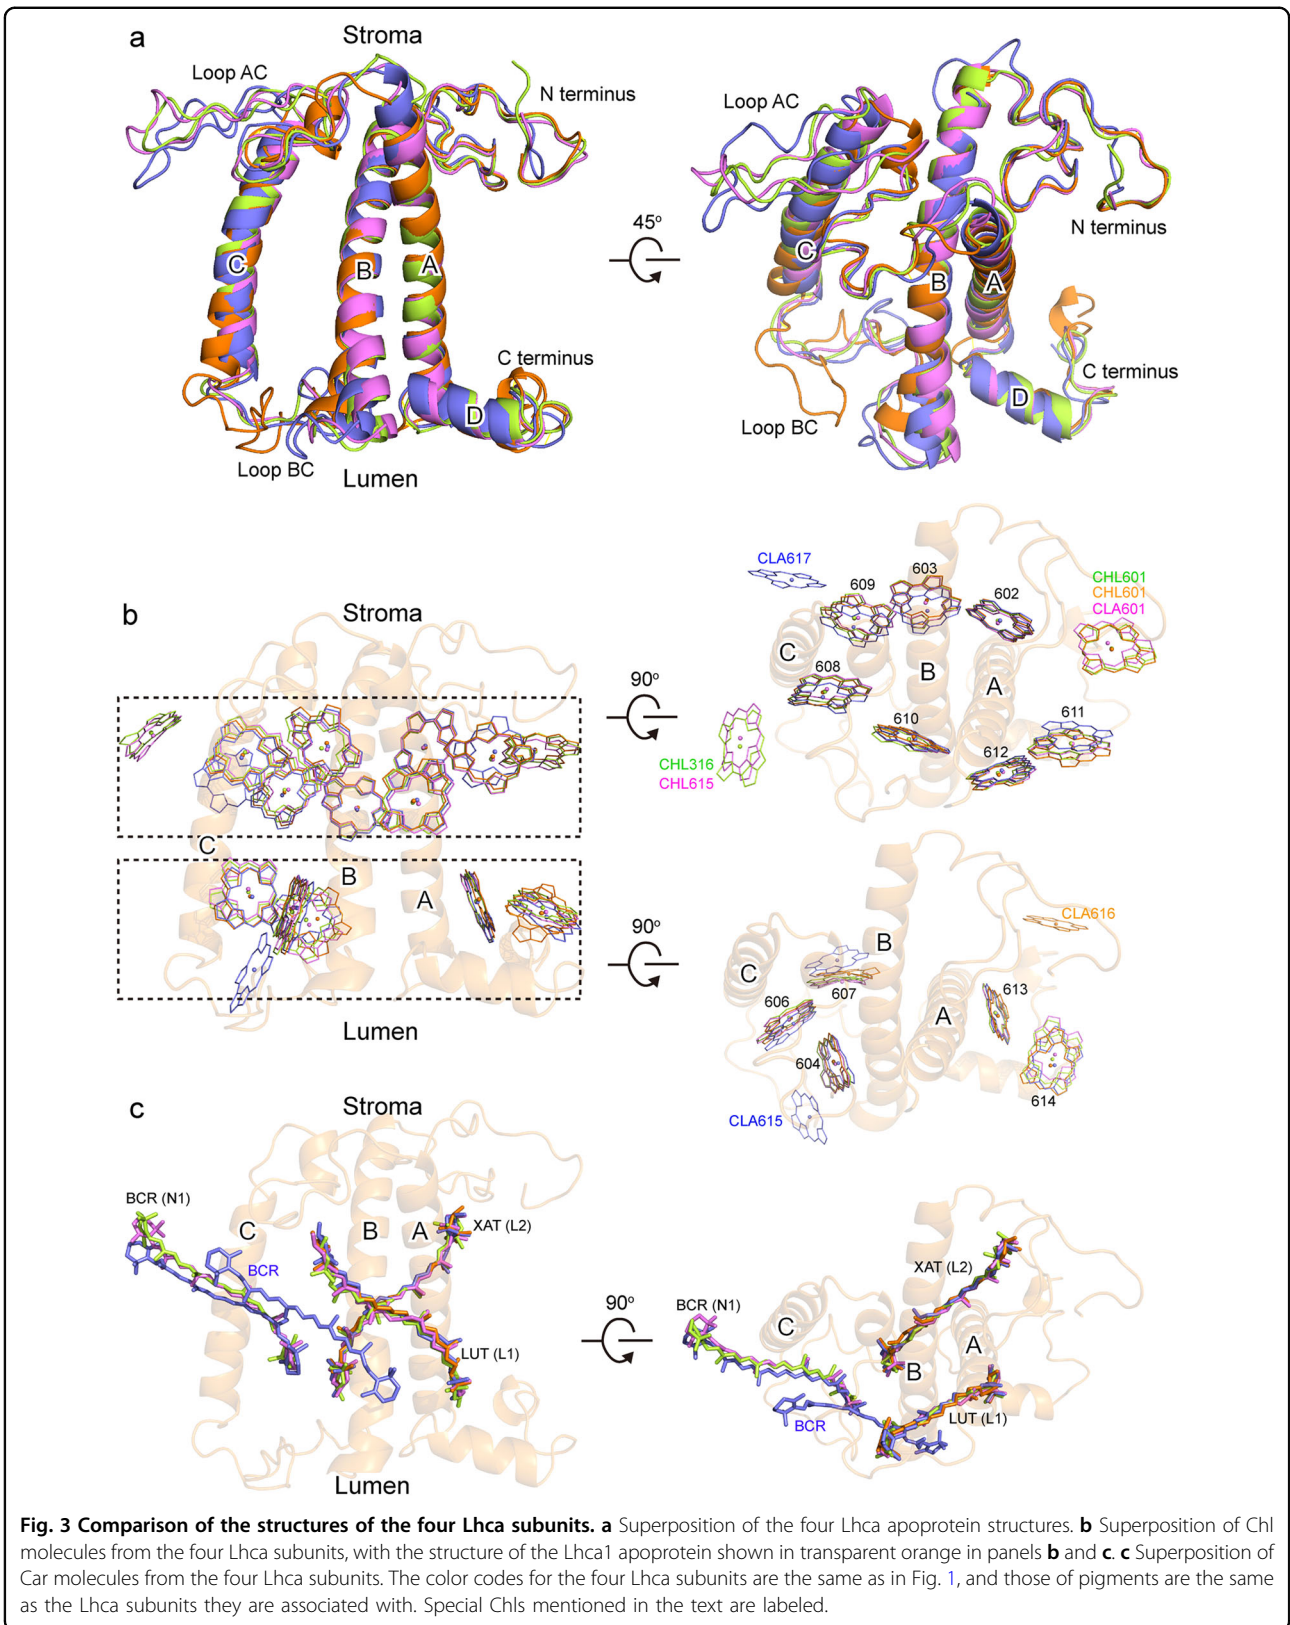 a
Stroma
Loop AC
N terminus
C
B
A
C terminus
D
Loop BC
Lumen
45°
Loop AC
N terminus
C
B
A
C terminus
D
Loop BC
b
Stroma
C
B
A
Lumen
90°
CLA617
603
609
602
CHL601
CHL601
CLA601
C
B
A
608
610
611
612
CHL316
CHL615
90°
CLA616
B
C
607
613
606
A
604
614
CLA615
c
Stroma
BCR (N1)
C
B
A
XAT (L2)
BCR
LUT (L1)
Lumen
90°
XAT (L2)
BCR (N1)
C
A
B
LUT (L1)
BCR
Fig. 3 Comparison of the structures of the four Lhca subunits. a Superposition of the four Lhca apoprotein structures. b Superposition of Chl
molecules from the four Lhca subunits, with the structure of the Lhca1 apoprotein shown in transparent orange in panels b and c. c Superposition of
Car molecules from the four Lhca subunits. The color codes for the four Lhca subunits are the same as in Fig. 1, and those of pigments are the same
as the Lhca subunits they are associated with. Special Chls mentioned in the text are labeled.